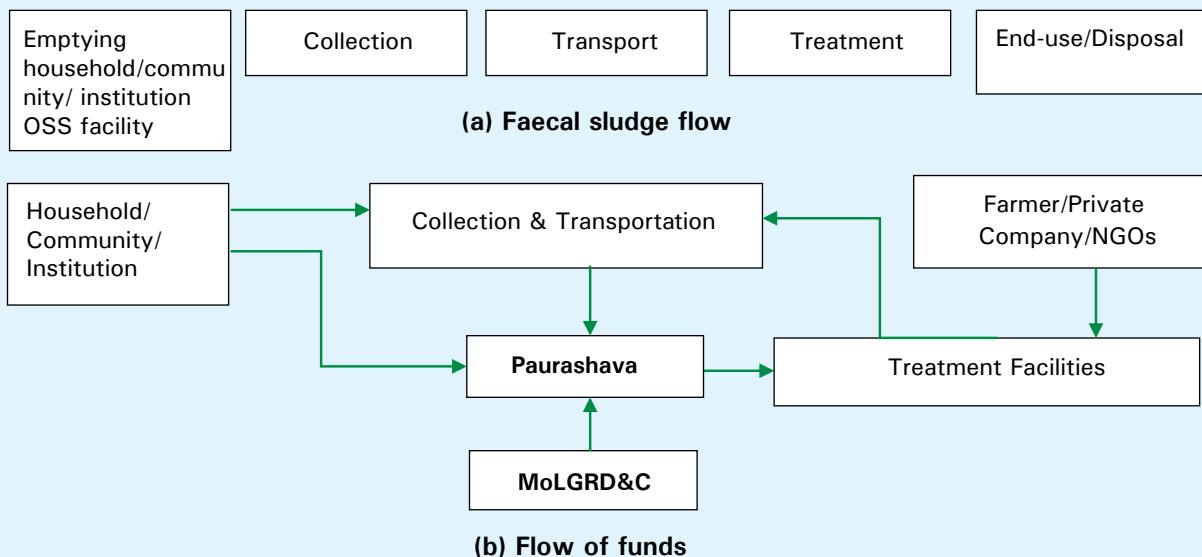 Emptying
household/commu
nity/ institution
OSS facility
Collection
Transport
Treatment
End-use/Disposal
(a) Faecal sludge flow
Household/
Community/
Institution
Collection & Transportation
Farmer/Private
Company/NGOs
Paurashava
Treatment Facilities
MoLGRD&C
(b) Flow of funds